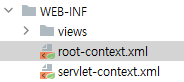 WEB-INF
views
root-context.xml
servlet-context.xml